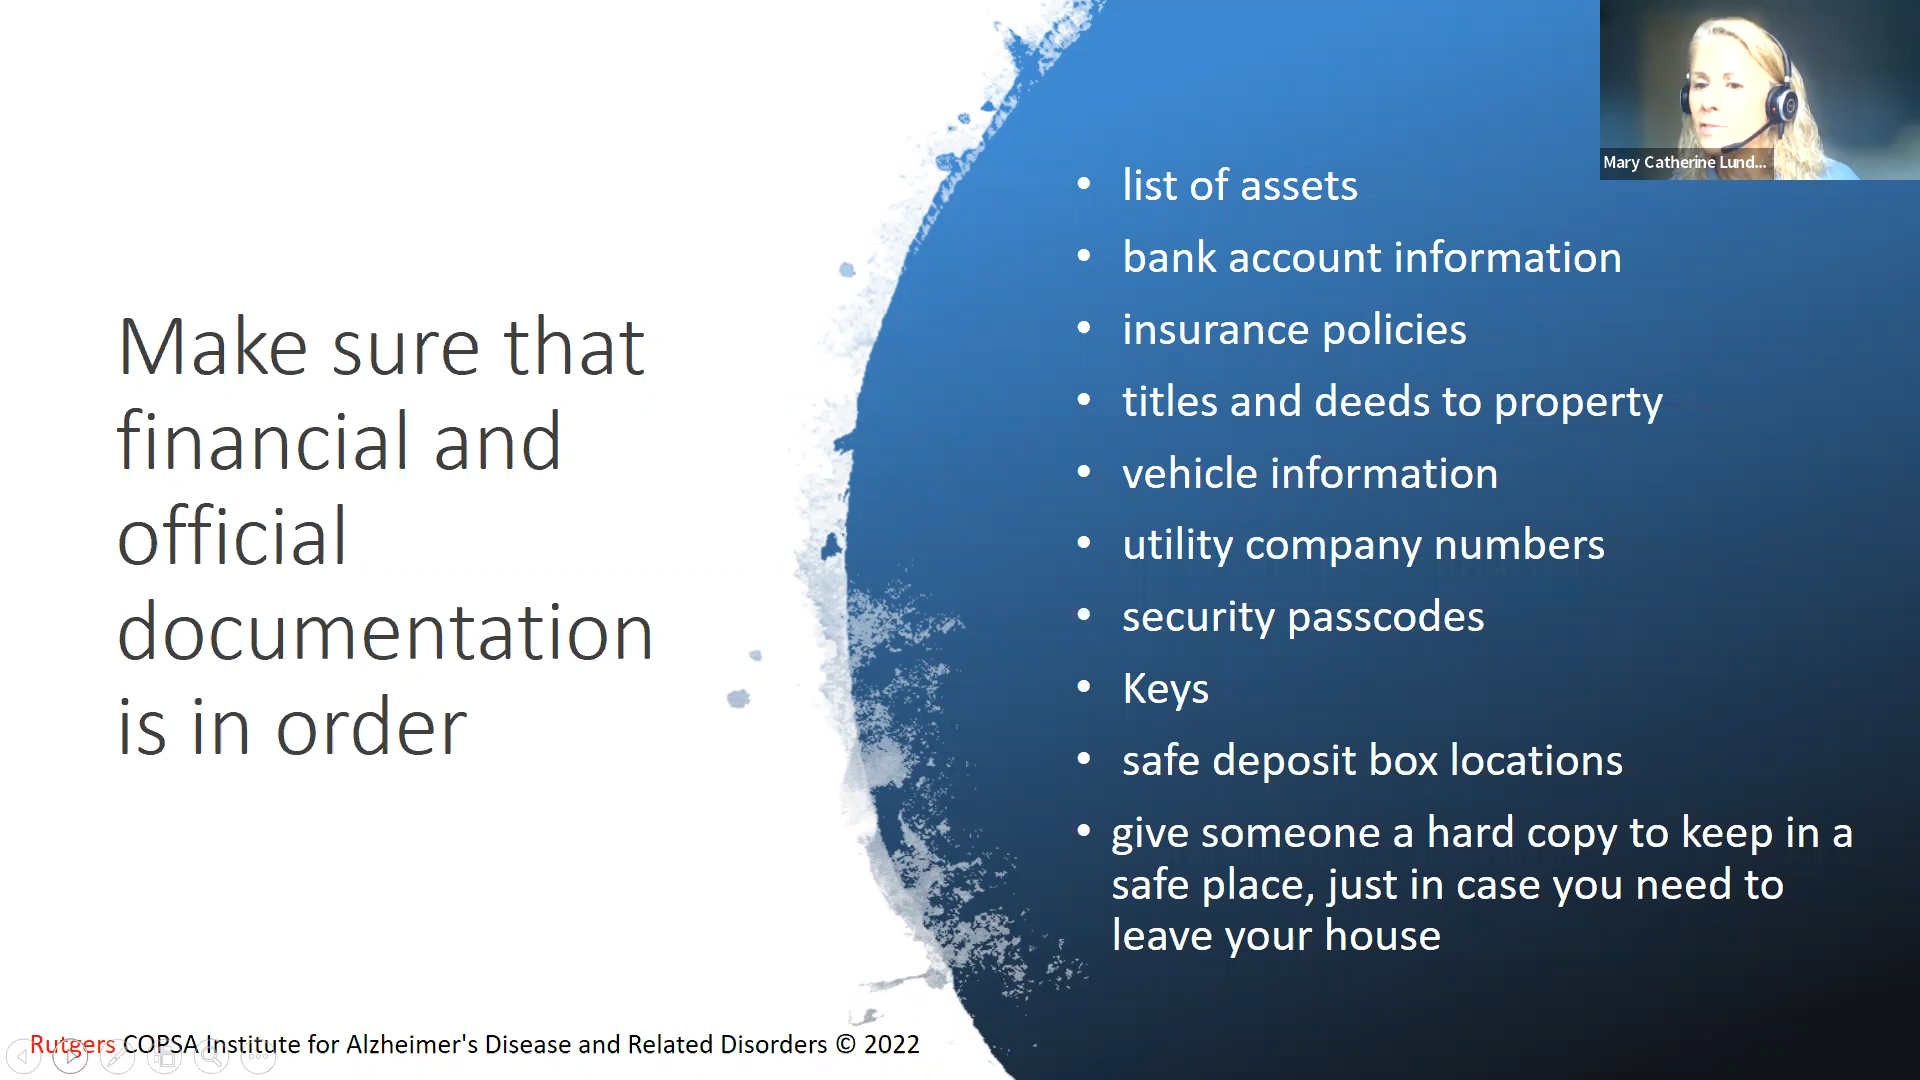 Make sure that
financial and
official
documentation
is in order
Mary Catherine Lund...
• list of assets
• bank account information
• insurance policies
• titles and deeds to property
• vehicle information
• utility company numbers
• security passcodes
• Keys
• safe deposit box locations
• give someone a hard copy to keep in a
safe place, just in case you need to
leave your house
Rutgers COPSA Institute for Alzheimer's Disease and Related Disorders © 2022